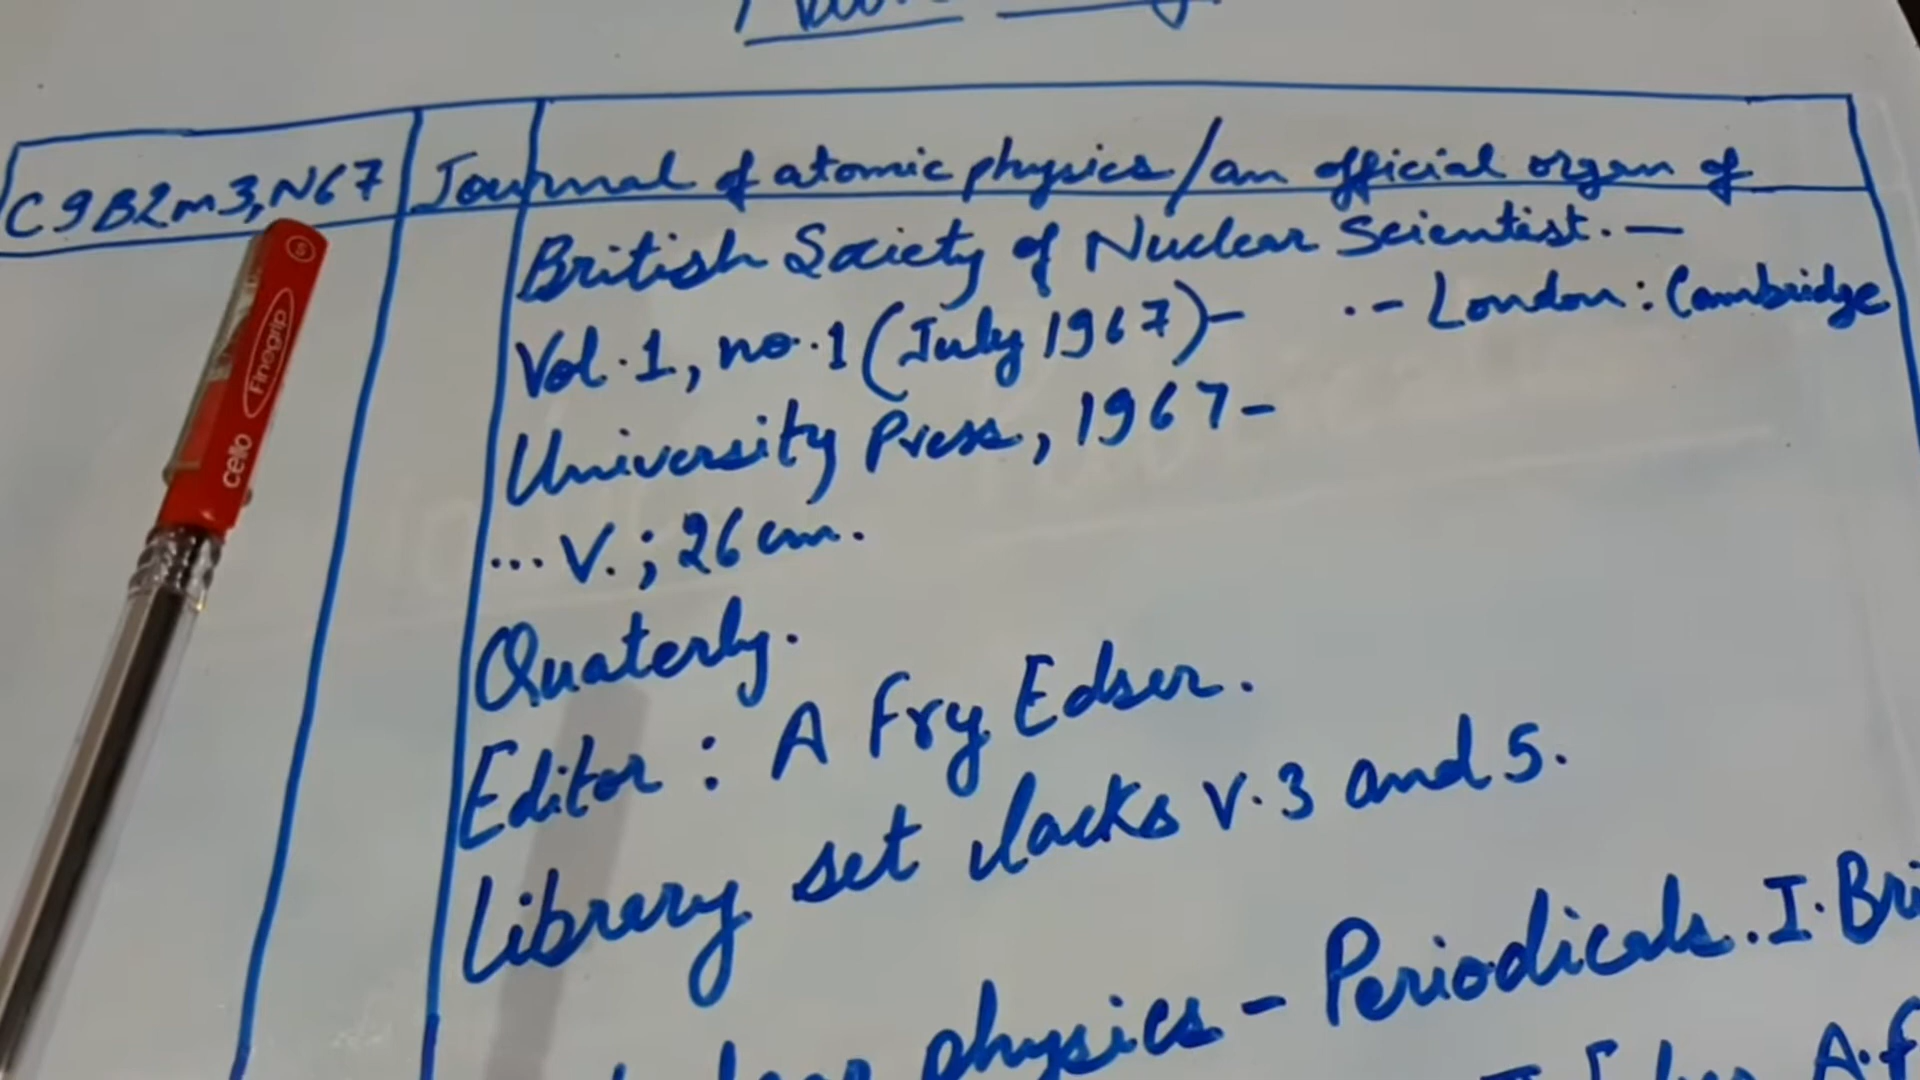 C9B2m3,N67 Journal of atomic physics/an official organ of
British Society of Nuclear Scientist. —
Vol. 1, no. 1 (July 1967)- .- London : Cambridge
University Press, 1967-
... V. ; 26 cm.
Quaterly.
Editor : A Fry Edser.
Library set lacks v. 3 and 5.
physics - Periodicals. I. Bri
A.f
cello Finegrip